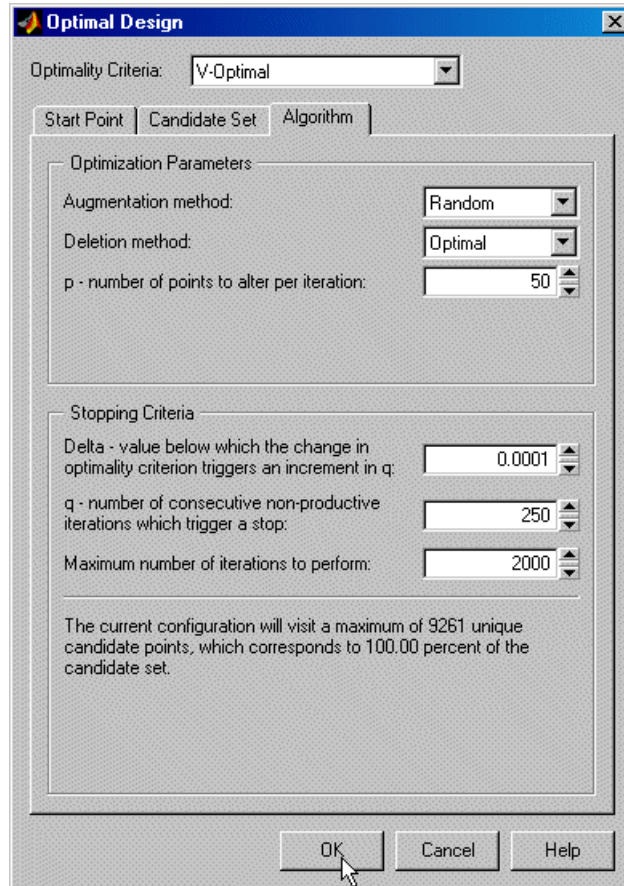 Optimal Design
Optimality Criteria: V-Optimal
Start Point Candidate Set Algorithm
Optimization Parameters
Augmentation method: Random
Deletion method: Optimal
p - number of points to alter per iteration: 50
Stopping Criteria
Delta - value below which the change in
optimality criterion triggers an increment in q: 0.0001
q - number of consecutive non-productive
iterations which trigger a stop: 250
Maximum number of iterations to perform: 2000
The current configuration will visit a maximum of 9261 unique
candidate points, which corresponds to 100.00 percent of the
candidate set.
OK Cancel Help